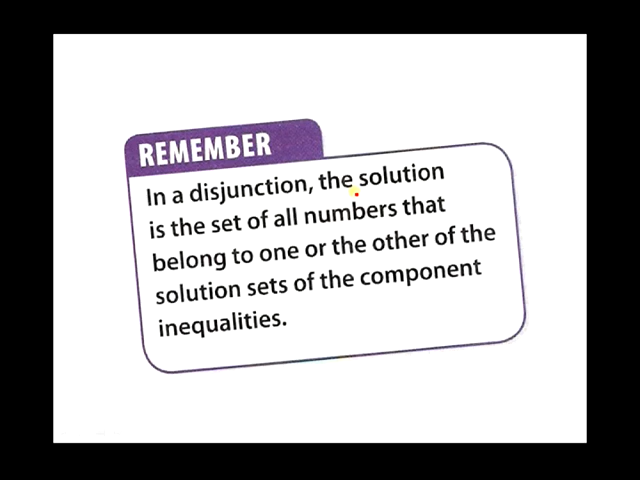 REMEMBER
In a disjunction, the solution
is the set of all numbers that
belong to one or the other of the
solution sets of the component
inequalities.